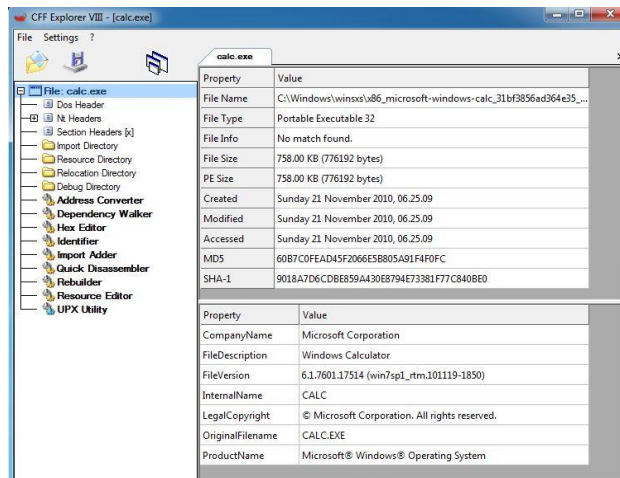 CFF Explorer VIII - [calc.exe]
File Settings ?
calc.exe
File: calc.exe
Dos Header
Nt Headers
Section Headers [x]
Import Directory
Resource Directory
Relocation Directory
Debug Directory
Address Converter
Dependency Walker
Hex Editor
Identifier
Import Adder
Quick Disassembler
Rebuilder
Resource Editor
UPX Utility
Property Value
File Name C:\Windows\winsxs\x86_microsoft-windows-calc_31bf3856ad364e35_...
File Type Portable Executable 32
File Info No match found.
File Size 758.00 KB (776192 bytes)
PE Size 758.00 KB (776192 bytes)
Created Sunday 21 November 2010, 06.25.09
Modified Sunday 21 November 2010, 06.25.09
Accessed Sunday 21 November 2010, 06.25.09
MD5 60B7C0FEAD45F2066E5B805A91F4F0FC
SHA-1 9018A7D6CDBE859A430E8794E73381F77C840BE0
Property Value
CompanyName Microsoft Corporation
FileDescription Windows Calculator
FileVersion 6.1.7601.17514 (win7sp1_rtm.101119-1850)
InternalName CALC
LegalCopyright © Microsoft Corporation. All rights reserved.
OriginalFilename CALC.EXE
ProductName Microsoft® Windows® Operating System